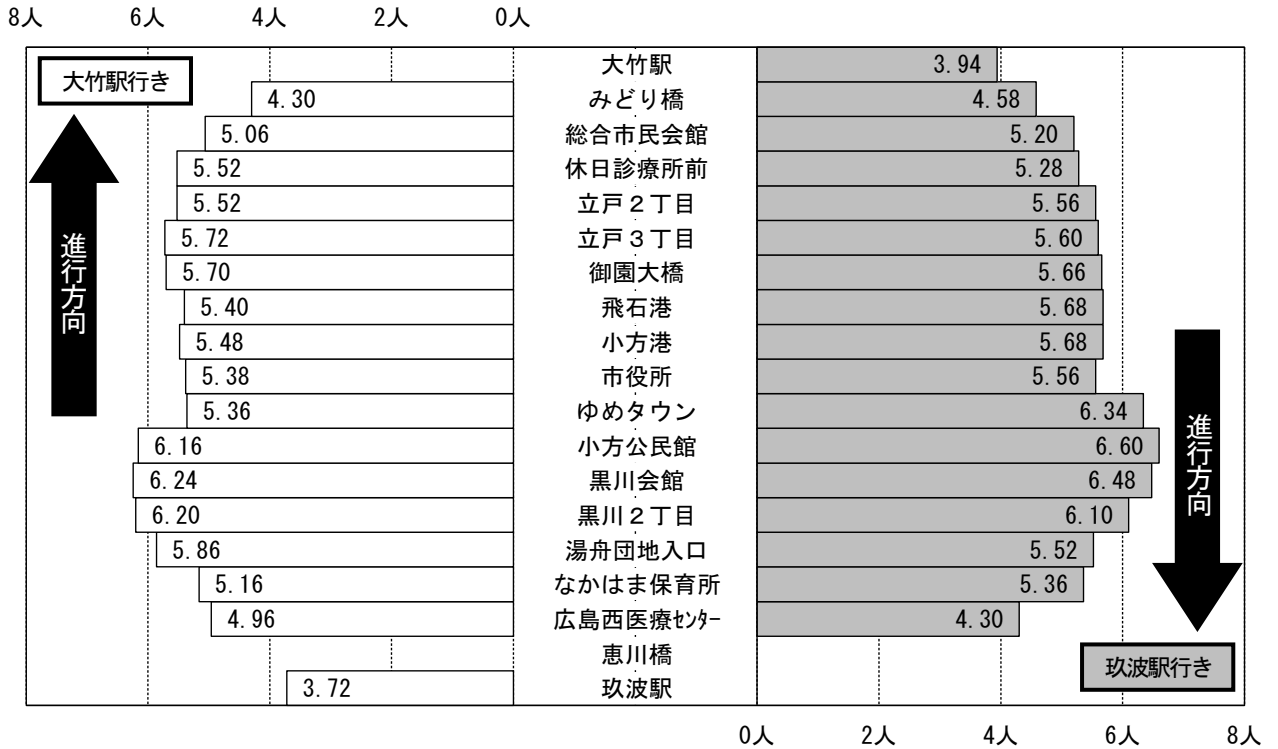 8人 6人 4人 2人 0人
大竹駅 3.94
大竹駅行き
4.30 みどり橋 4.58
5.06 総合市民会館 5.20
5.52 休日診療所前 5.28
5.52 立戸２丁目 5.56
5.72 立戸３丁目 5.60
5.70 御園大橋 5.66
5.40 飛石港 5.68
5.48 小方港 5.68
5.38 市役所 5.56
5.36 ゆめタウン 6.34
6.16 小方公民館 6.60
6.24 黒川会館 6.48
6.20 黒川２丁目 6.10
5.86 湯舟団地入口 5.52
5.16 なかはま保育所 5.36
4.96 広島西医療ｾﾝﾀｰ 4.30
恵川橋
3.72 玖波駅
進行方向
進行方向
玖波駅行き
0人 2人 4人 6人 8人